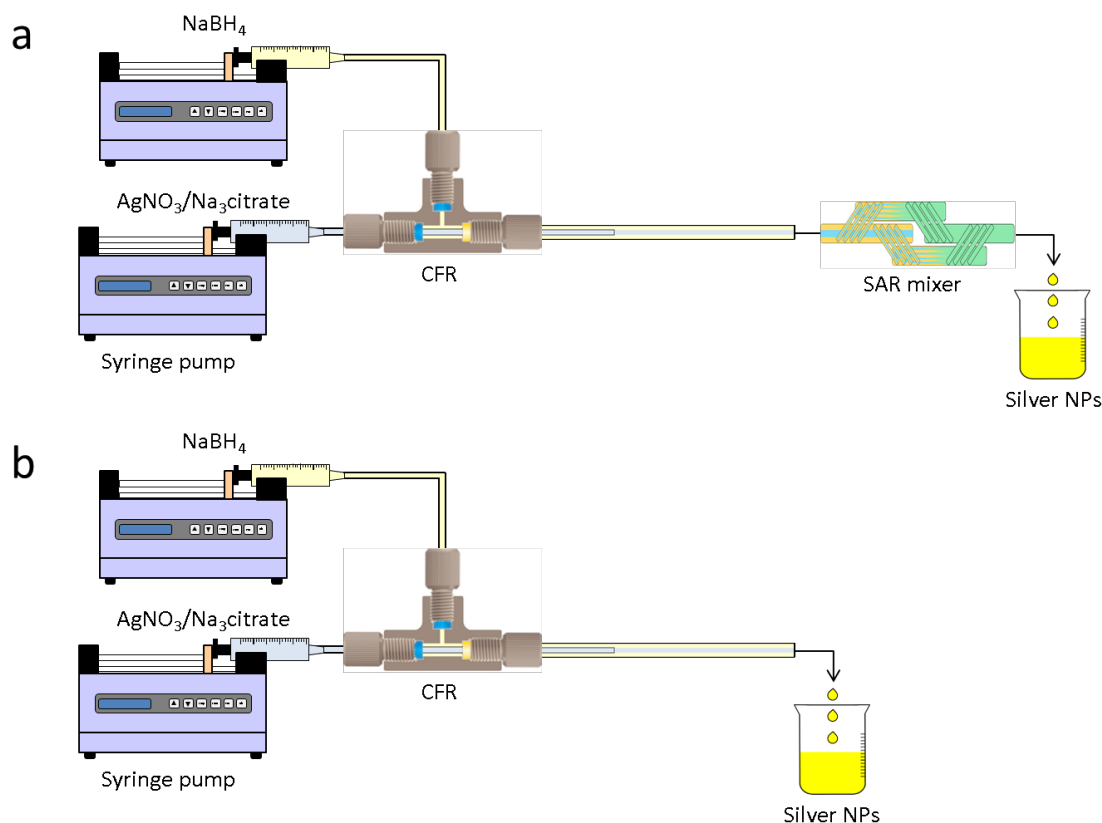 a
NaBH₄
AgNO₃/Na₃citrate
CFR
SAR mixer
Syringe pump
Silver NPs
b
NaBH₄
AgNO₃/Na₃citrate
CFR
Syringe pump
Silver NPs